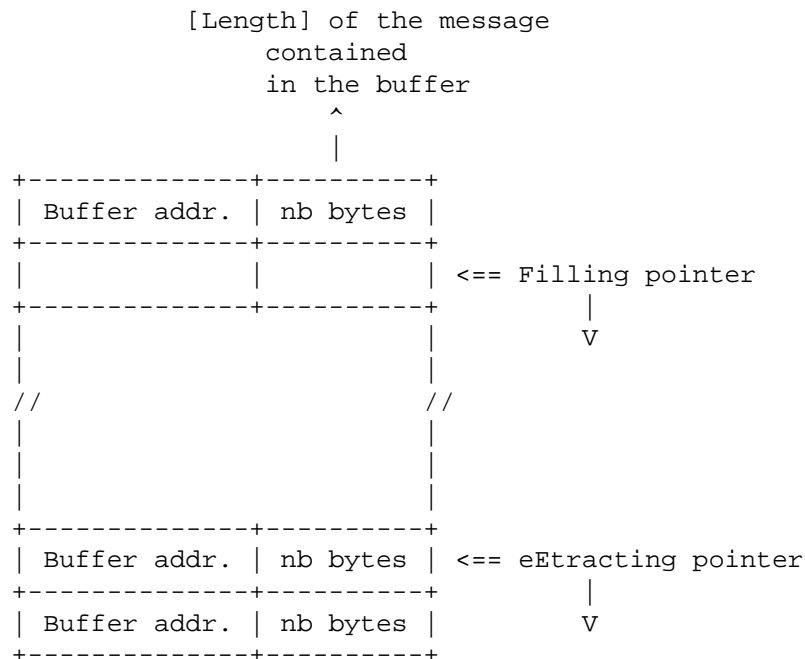 [Length] of the message
contained
in the buffer
^
|
+--------------+----------+
| Buffer addr. | nb bytes |
+--------------+----------+
|              |          | <== Filling pointer
+--------------+----------+         |
|                         |         V
|                         |
//                        //
|                         |
|                         |
|                         |
+--------------+----------+
| Buffer addr. | nb bytes | <== eEtracting pointer
+--------------+----------+         |
| Buffer addr. | nb bytes |         V
+--------------+----------+